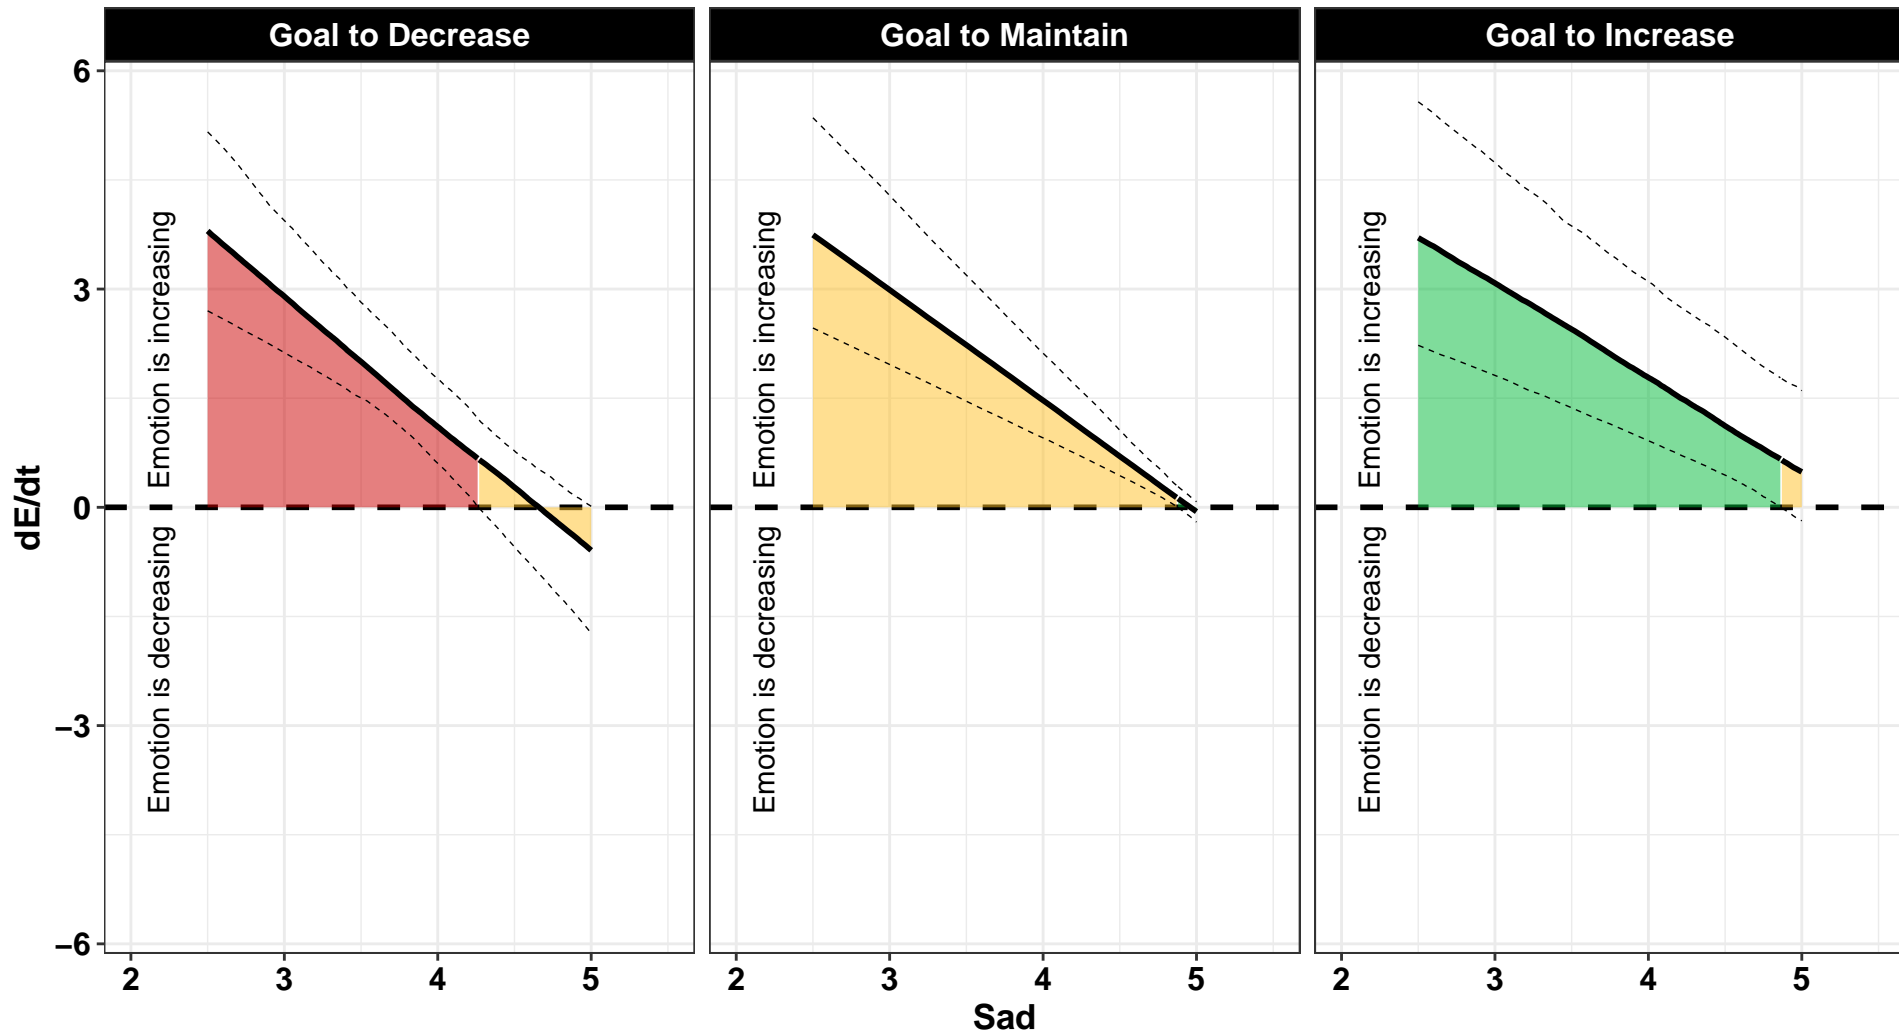 Goal to Decrease
Goal to Maintain
Goal to Increase
6
3
0
−3
−6
dE/dt
Emotion is increasing
Emotion is decreasing
Emotion is increasing
Emotion is decreasing
Emotion is increasing
Emotion is decreasing
2 3 4 5
2 3 4 5
2 3 4 5
Sad